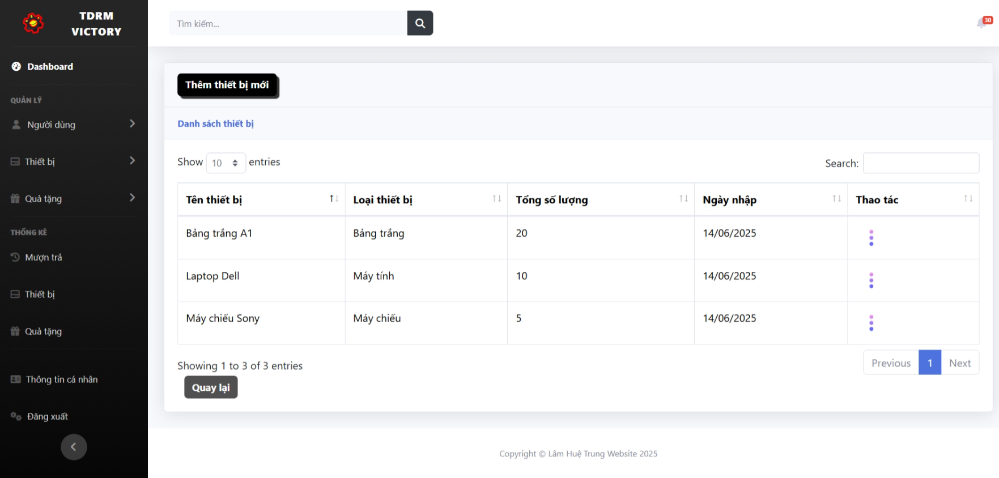 TDRM
VICTORY
Dashboard
QUẢN LÝ
Người dùng
Thiết bị
Quà tặng
THỐNG KÊ
Mượn trả
Thiết bị
Quà tặng
Thông tin cá nhân
Đăng xuất
Tìm kiếm...
30
Thêm thiết bị mới
Danh sách thiết bị
Show 10 entries
Search:
Tên thiết bị Loại thiết bị Tổng số lượng Ngày nhập Thao tác
Bảng trắng A1 Bảng trắng 20 14/06/2025
Laptop Dell Máy tính 10 14/06/2025
Máy chiếu Sony Máy chiếu 5 14/06/2025
Showing 1 to 3 of 3 entries
Previous 1 Next
Quay lại
Copyright © Lâm Huệ Trung Website 2025